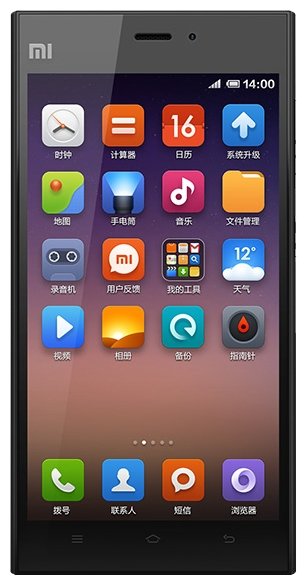 mi
14:00
16
时钟
计算器
日历
系统升级
地图
手电筒
音乐
文件管理
12°
mi
录音机
用户反馈
我的工具
天气
视频
相册
备份
指南针
拨号
联系人
短信
浏览器